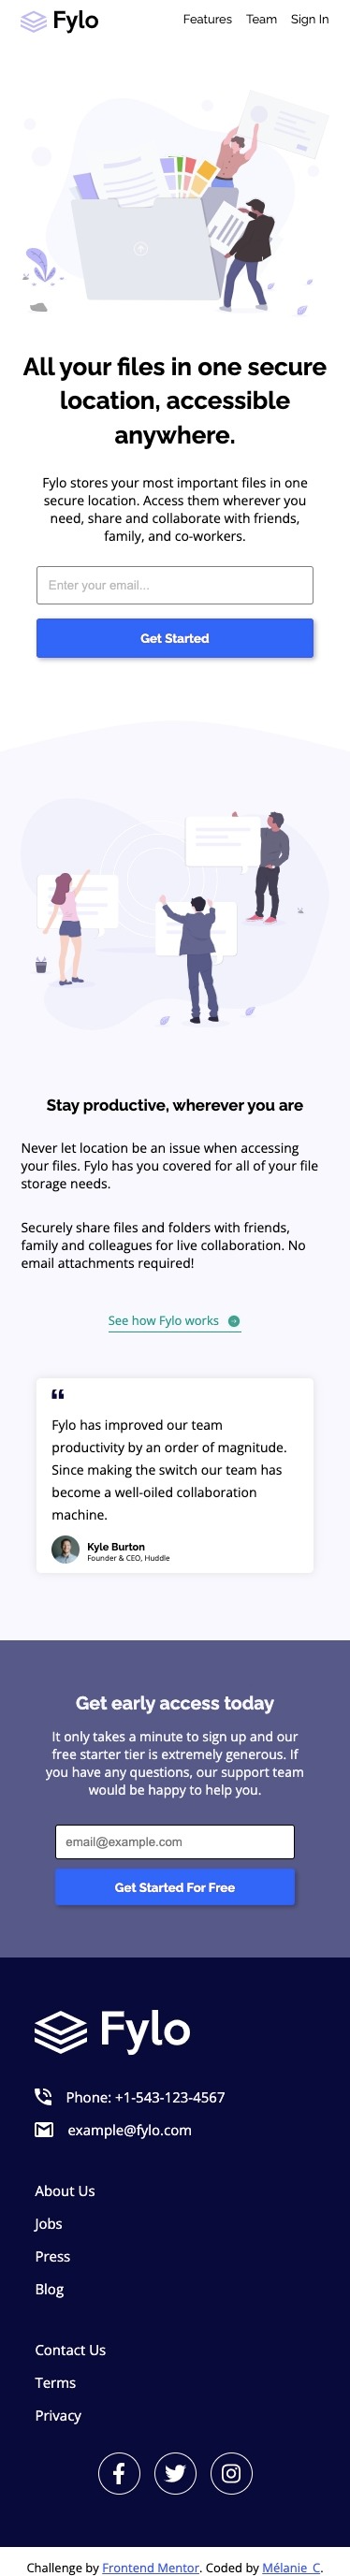 Fylo
Features Team Sign In
All your files in one secure
location, accessible
anywhere.
Fylo stores your most important files in one
secure location. Access them wherever you
need, share and collaborate with friends,
family, and co-workers.
Enter your email...
Get Started
Stay productive, wherever you are
Never let location be an issue when accessing
your files. Fylo has you covered for all of your file
storage needs.
Securely share files and folders with friends,
family and colleagues for live collaboration. No
email attachments required!
See how Fylo works
“
Fylo has improved our team
productivity by an order of magnitude.
Since making the switch our team has
become a well-oiled collaboration
machine.
Kyle Burton
Founder & CEO, Huddle
Get early access today
It only takes a minute to sign up and our
free starter tier is extremely generous. If
you have any questions, our support team
would be happy to help you.
email@example.com
Get Started For Free
Fylo
Phone: +1-543-123-4567
example@fylo.com
About Us
Jobs
Press
Blog
Contact Us
Terms
Privacy
Challenge by Frontend Mentor. Coded by Mélanie_C.